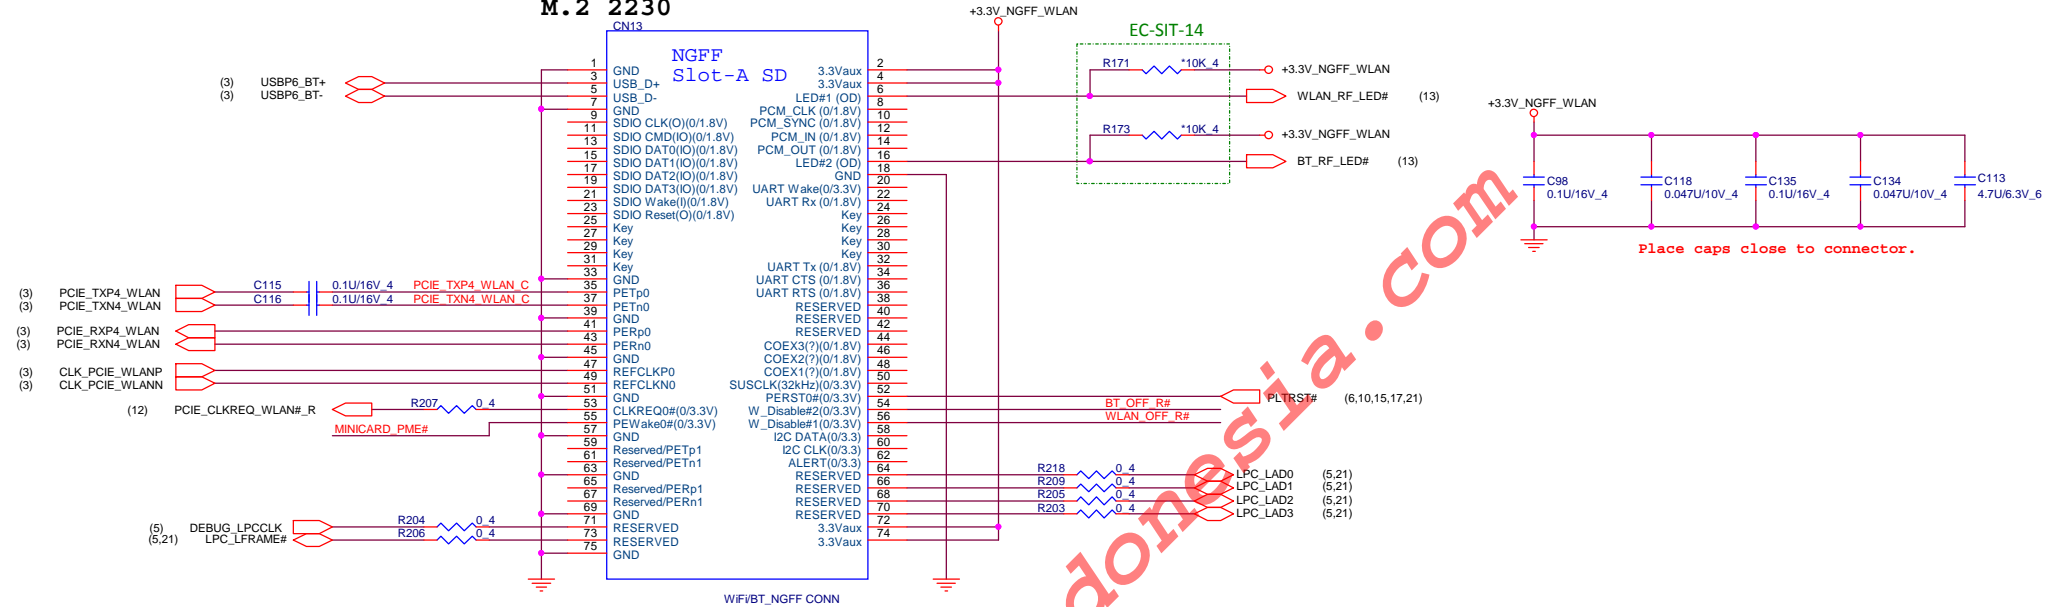 M.2 2230
CN13
NGFF
Slot-A SD
(3) USBP6_BT+
(3) USBP6_BT-
1 GND
3 USB_D+
5 USB_D-
7 GND
9 SDIO CLK(O)(0/1.8V)
11 SDIO CMD(IO)(0/1.8V)
13 SDIO DAT0(IO)(0/1.8V)
15 SDIO DAT1(IO)(0/1.8V)
17 SDIO DAT2(IO)(0/1.8V)
19 SDIO DAT3(IO)(0/1.8V)
21 SDIO Wake(I)(0/1.8V)
23 SDIO Reset(O)(0/1.8V)
25 Key
27 Key
29 Key
31 Key
33 GND
35 PETp0
37 PETn0
39 GND
41 PERp0
43 PERn0
45 GND
47 REFCLKP0
49 REFCLKN0
51 GND
53 CLKREQ0#(0/3.3V)
55 PEWake0#(0/3.3V)
57 GND
59 Reserved/PETp1
61 Reserved/PETn1
63 GND
65 Reserved/PERp1
67 Reserved/PERn1
69 GND
71 RESERVED
73 RESERVED
75 GND
(3) PCIE_TXP4_WLAN C115 0.1U/16V_4 PCIE_TXP4_WLAN_C
(3) PCIE_TXN4_WLAN C116 0.1U/16V_4 PCIE_TXN4_WLAN_C
(3) PCIE_RXP4_WLAN
(3) PCIE_RXN4_WLAN
(3) CLK_PCIE_WLANP
(3) CLK_PCIE_WLANN
(12) PCIE_CLKREQ_WLAN#_R R207 0_4
MINICARD_PME#
(5) DEBUG_LPCCLK R204 0_4
(5,21) LPC_LFRAME# R206 0_4
3.3Vaux 2
3.3Vaux 4
LED#1 (OD) 6
PCM_CLK (0/1.8V) 8
PCM_SYNC (0/1.8V) 10
PCM_IN (0/1.8V) 12
PCM_OUT (0/1.8V) 14
LED#2 (OD) 16
GND 18
UART Wake(0/3.3V) 20
UART Rx (0/1.8V) 22
Key 24
Key 26
Key 28
Key 30
UART Tx (0/1.8V) 32
UART CTS (0/1.8V) 34
UART RTS (0/1.8V) 36
RESERVED 38
RESERVED 40
RESERVED 42
COEX3(?)(0/1.8V) 44
COEX2(?)(0/1.8V) 46
COEX1(?)(0/1.8V) 48
SUSCLK(32kHz)(0/3.3V) 50
PERST0#(0/3.3V) 52
W_Disable#2(0/3.3V) 54
W_Disable#1(0/3.3V) 56
I2C DATA(0/3.3) 58
I2C CLK(0/3.3) 60
ALERT(0/3.3) 62
RESERVED 64
RESERVED 66
RESERVED 68
RESERVED 70
3.3Vaux 72
3.3Vaux 74
WiFi/BT_NGFF CONN
+3.3V_NGFF_WLAN
EC-SIT-14
R171 *10K_4 +3.3V_NGFF_WLAN
WLAN_RF_LED# (13)
R173 *10K_4 +3.3V_NGFF_WLAN
BT_RF_LED# (13)
PLTRST# (6,10,15,17,21)
BT_OFF_R#
WLAN_OFF_R#
R218 0_4 LPC_LAD0 (5,21)
R209 0_4 LPC_LAD1 (5,21)
R205 0_4 LPC_LAD2 (5,21)
R203 0_4 LPC_LAD3 (5,21)
+3.3V_NGFF_WLAN
C98 0.1U/16V_4
C118 0.047U/10V_4
C135 0.1U/16V_4
C134 0.047U/10V_4
C113 4.7U/6.3V_6
Place caps close to connector.
donesia.com